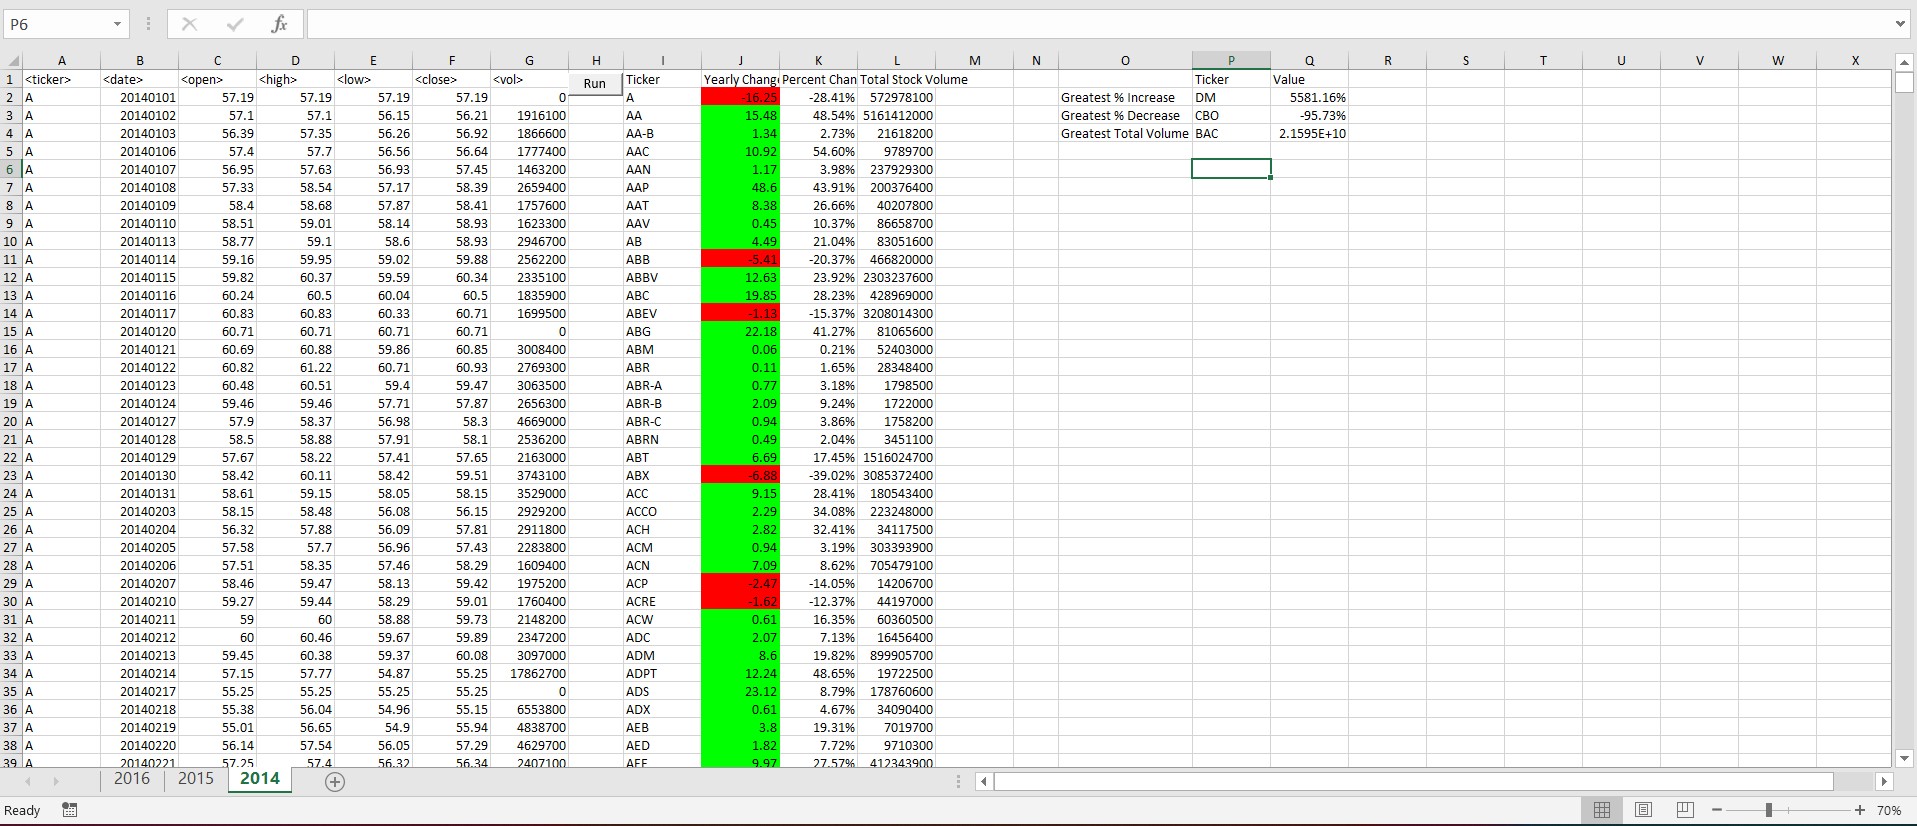 P6 fx
A B C D E F G H I J K L M N O P Q R S T U V W X
1 <ticker> <date> <open> <high> <low> <close> <vol> Run Ticker Yearly Chang Percent Chan Total Stock Volume Ticker Value
2 A 20140101 57.19 57.19 57.19 57.19 0 A -16.25 -28.41% 572978100 Greatest % Increase DM 5581.16%
3 A 20140102 57.1 57.1 56.15 56.21 1916100 AA 15.48 48.54% 5161412000 Greatest % Decrease CBO -95.73%
4 A 20140103 56.39 57.35 56.26 56.92 1866600 AA-B 1.34 2.73% 21618200 Greatest Total Volume BAC 2.1595E+10
5 A 20140106 57.4 57.7 56.56 56.64 1777400 AAC 10.92 54.60% 9789700
6 A 20140107 56.95 57.63 56.93 57.45 1463200 AAN 1.17 3.98% 237929300
7 A 20140108 57.33 58.54 57.17 58.39 2659400 AAP 48.6 43.91% 200376400
8 A 20140109 58.4 58.68 57.87 58.41 1757600 AAT 8.38 26.66% 40207800
9 A 20140110 58.51 59.01 58.14 58.93 1623300 AAV 0.45 10.37% 86658700
10 A 20140113 58.77 59.1 58.6 58.93 2946700 AB 4.49 21.04% 83051600
11 A 20140114 59.16 59.95 59.02 59.88 2562200 ABB -5.41 -20.37% 466820000
12 A 20140115 59.82 60.37 59.59 60.34 2335100 ABBV 12.63 23.92% 2303237600
13 A 20140116 60.24 60.5 60.04 60.5 1835900 ABC 19.85 28.23% 428969000
14 A 20140117 60.83 60.83 60.33 60.71 1699500 ABEV -1.13 -15.37% 3208014300
15 A 20140120 60.71 60.71 60.71 60.71 0 ABG 22.18 41.27% 81065600
16 A 20140121 60.69 60.88 59.86 60.85 3008400 ABM 0.06 0.21% 52403000
17 A 20140122 60.82 61.22 60.71 60.93 2769300 ABR 0.11 1.65% 28348400
18 A 20140123 60.48 60.51 59.4 59.47 3063500 ABR-A 0.77 3.18% 1798500
19 A 20140124 59.46 59.46 57.71 57.87 2656300 ABR-B 2.09 9.24% 1722000
20 A 20140127 57.9 58.37 56.98 58.3 4669000 ABR-C 0.94 3.86% 1758200
21 A 20140128 58.5 58.88 57.91 58.1 2536200 ABRN 0.49 2.04% 3451100
22 A 20140129 57.67 58.22 57.41 57.65 2163000 ABT 6.69 17.45% 1516024700
23 A 20140130 58.42 60.11 58.42 59.51 3743100 ABX -6.88 -39.02% 3085372400
24 A 20140131 58.61 59.15 58.05 58.15 3529000 ACC 9.15 28.41% 180543400
25 A 20140203 58.15 58.48 56.08 56.15 2929200 ACCO 2.29 34.08% 223248000
26 A 20140204 56.32 57.88 56.09 57.81 2911800 ACH 2.82 32.41% 34117500
27 A 20140205 57.58 57.7 56.96 57.43 2283800 ACM 0.94 3.19% 303393900
28 A 20140206 57.51 58.35 57.46 58.29 1609400 ACN 7.09 8.62% 705479100
29 A 20140207 58.46 59.47 58.13 59.42 1975200 ACP -2.47 -14.05% 14206700
30 A 20140210 59.27 59.44 58.29 59.01 1760400 ACRE -1.62 -12.37% 44197000
31 A 20140211 59 60 58.88 59.73 2148200 ACW 0.61 16.35% 60360500
32 A 20140212 60 60.46 59.67 59.89 2347200 ADC 2.07 7.13% 16456400
33 A 20140213 59.45 60.38 59.37 60.08 3097000 ADM 8.6 19.82% 899905700
34 A 20140214 57.15 57.77 54.87 55.25 17862700 ADPT 12.24 48.65% 19722500
35 A 20140217 55.25 55.25 55.25 55.25 0 ADS 23.12 8.79% 178760600
36 A 20140218 55.38 56.04 54.96 55.15 6553800 ADX 0.61 4.67% 34090400
37 A 20140219 55.01 56.65 54.9 55.94 4838700 AEB 3.8 19.31% 7019700
38 A 20140220 56.14 57.54 56.05 57.29 4629700 AED 1.82 7.72% 9710300
39 A 20140221 57.25 57.4 56.32 56.34 2407100 AEE 9.97 27.57% 412343900
2016 2015 2014
Ready 70%